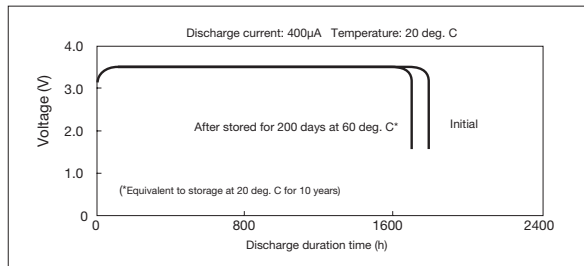 Discharge current: 400μA Temperature: 20 deg. C
4.0
3.0
2.0
1.0
0
Voltage (V)
After stored for 200 days at 60 deg. C*
Initial
(*Equivalent to storage at 20 deg. C for 10 years)
0 800 1600 2400
Discharge duration time (h)